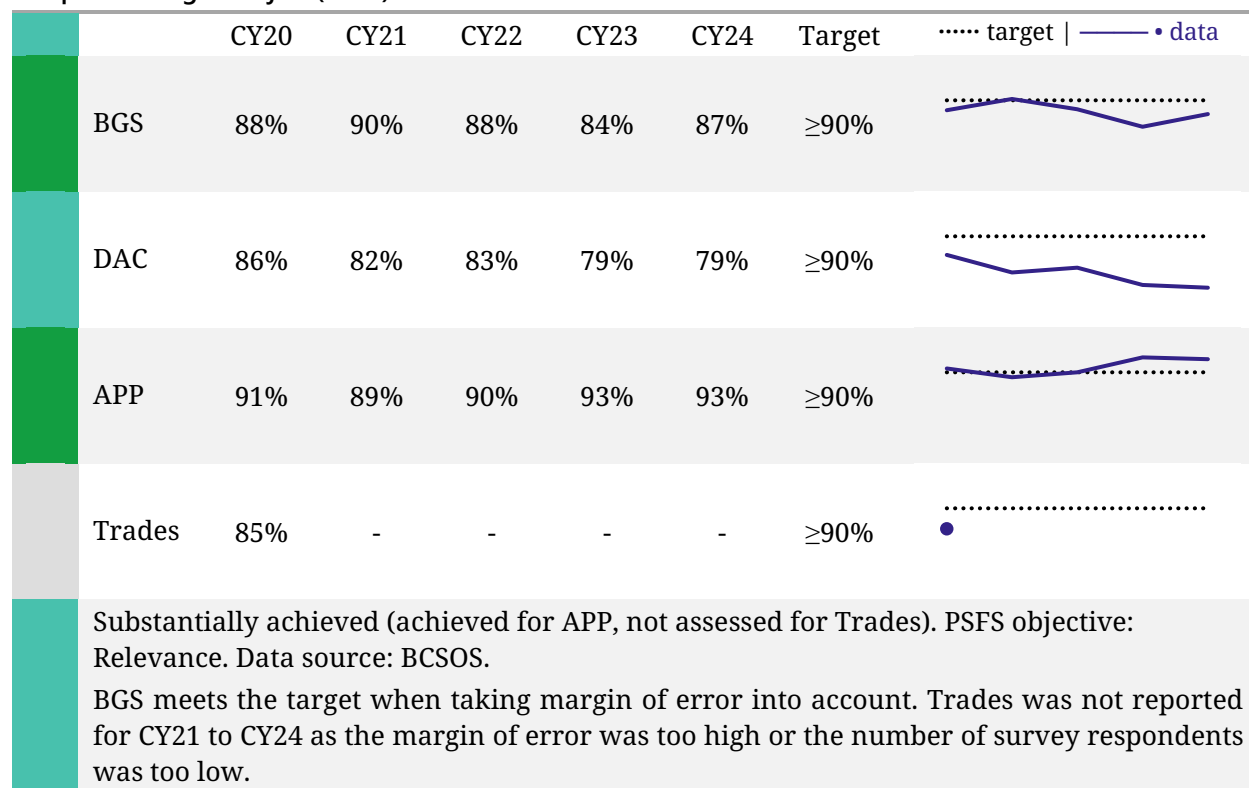 CY20 CY21 CY22 CY23 CY24 Target ...... target | —— • data
BGS 88% 90% 88% 84% 87% ≥90%
DAC 86% 82% 83% 79% 79% ≥90%
APP 91% 89% 90% 93% 93% ≥90%
Trades 85% - - - - ≥90%
Substantially achieved (achieved for APP, not assessed for Trades). PSFS objective:
Relevance. Data source: BCSOS.
BGS meets the target when taking margin of error into account. Trades was not reported
for CY21 to CY24 as the margin of error was too high or the number of survey respondents
was too low.